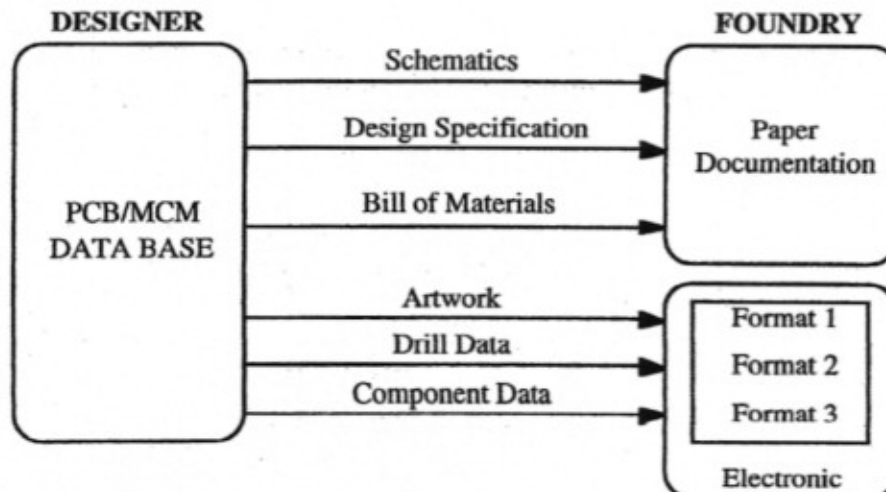 DESIGNER
FOUNDRY
Schematics
Design Specification
Bill of Materials
PCB/MCM
DATA BASE
Paper
Documentation
Artwork
Drill Data
Component Data
Format 1
Format 2
Format 3
Electronic